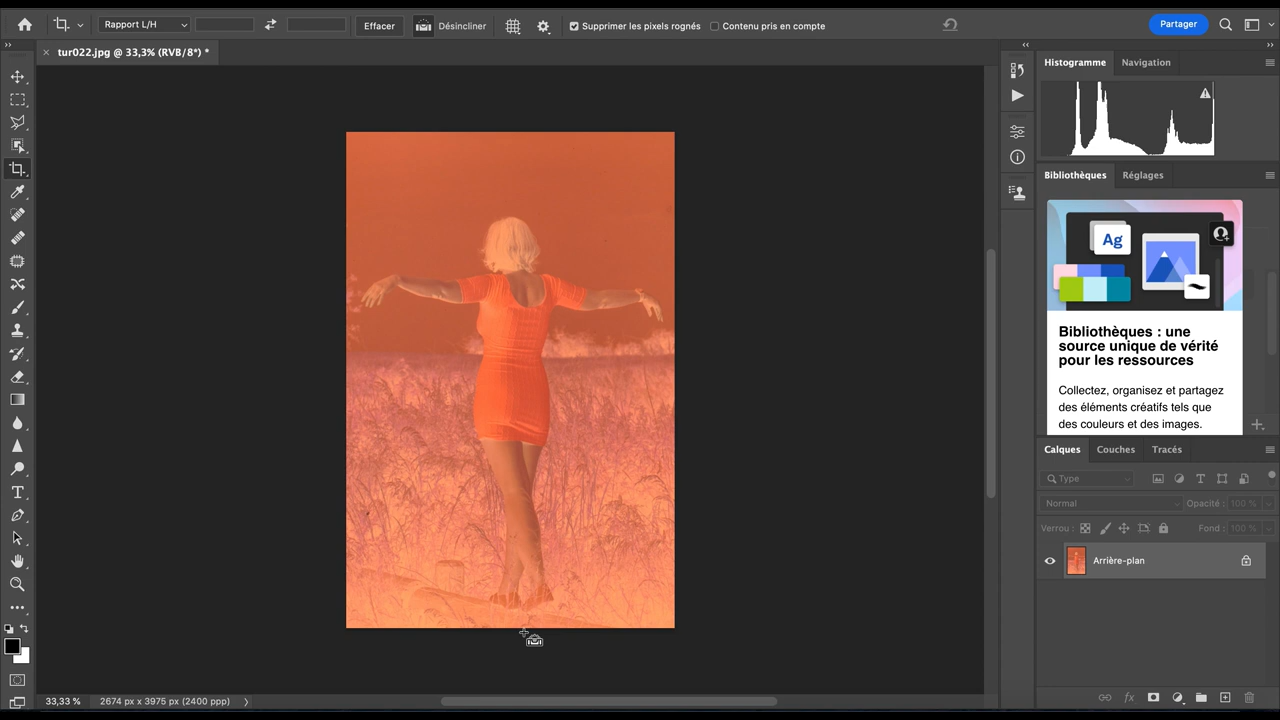 Rapport L/H
Effacer
Désincliner
Supprimer les pixels rognés
Contenu pris en compte
Partager
tur022.jpg @ 33,3% (RVB/8*) *
Histogramme
Navigation
Bibliothèques
Réglages
Ag
Bibliothèques : une
source unique de vérité
pour les ressources
Collectez, organisez et partagez
des éléments créatifs tels que
des couleurs et des images.
Calques
Couches
Tracés
Type
Normal
Opacité : 100 %
Verrou :
Fond : 100 %
Arrière-plan
fx
33,33 %
2674 px x 3975 px (2400 ppp)